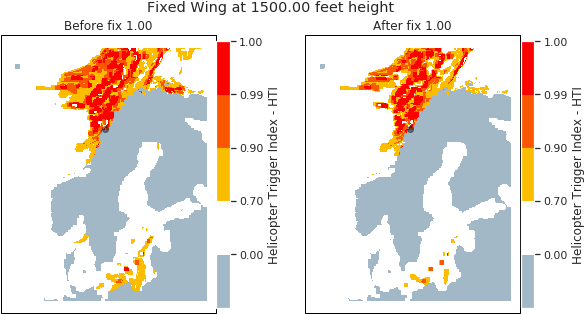 Fixed Wing at 1500.00 feet height
Before fix 1.00
1.00
0.99
0.90
0.70
0.00
Helicopter Trigger Index - HTI
After fix 1.00
1.00
0.99
0.90
0.70
0.00
Helicopter Trigger Index - HTI